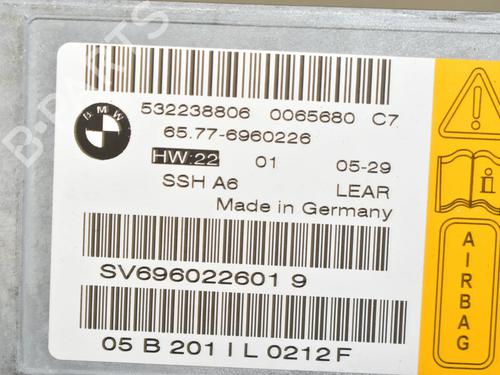 BMW
532238806 0065680 C7
65.77-6960226
HW:22 01 05-29
SSH A6 LEAR
Made in Germany
SV696022601 9
05 B 201 I L 0212 F
AIRBAG
B-PARTS